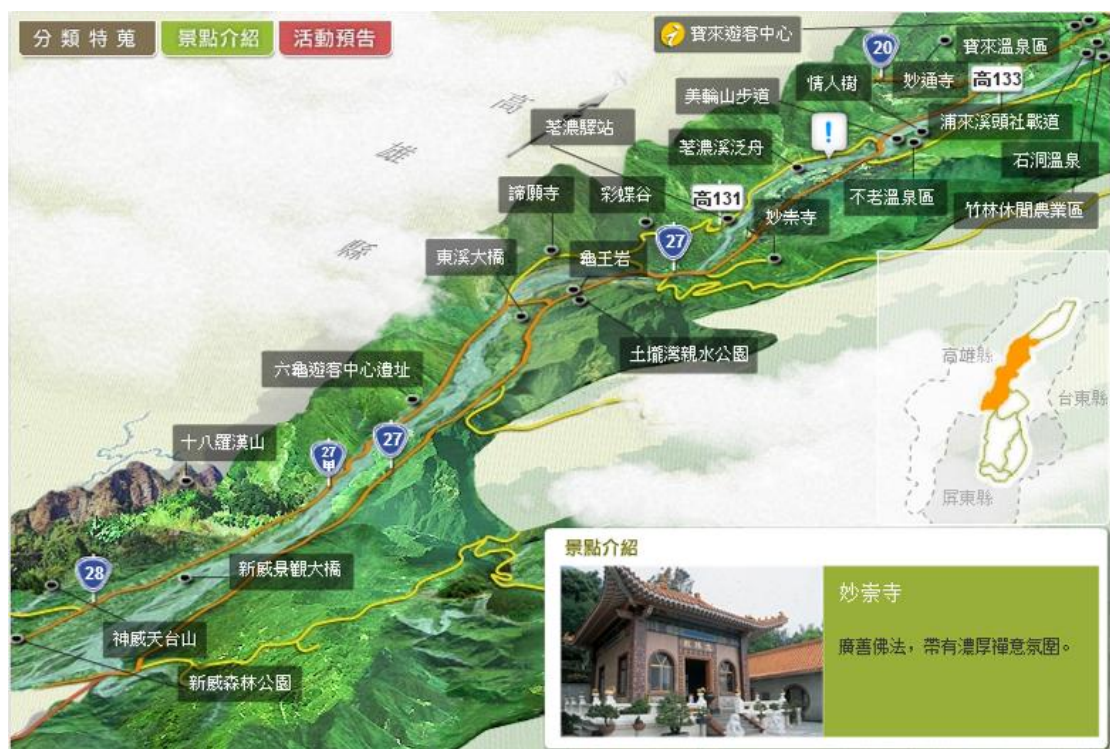 分類特蒐
景點介紹
活動預告
寶來遊客中心
20
寶來溫泉區
情人樹
妙通寺
高133
美輪山步道
荖濃驛站
!
浦來溪頭社戰道
荖濃溪泛舟
石洞溫泉
高雄縣
N
諦願寺
彩蝶谷
高131
不老溫泉區
竹林休閒農業區
妙崇寺
27
東溪大橋
龜王岩
土壠灣親水公園
六龜遊客中心遺址
高雄縣
台東縣
屏東縣
十八羅漢山
27甲
27
28
新威景觀大橋
神威天台山
新威森林公園
景點介紹
妙崇寺
廣善佛法，帶有濃厚禪意氛圍。